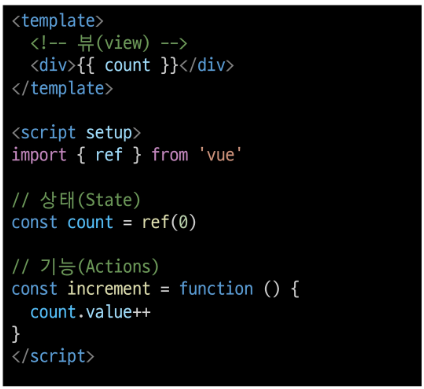 <template>
  <!-- 뷰(view) -->
  <div>{{ count }}</div>
</template>

<script setup>
import { ref } from 'vue'

// 상태(State)
const count = ref(0)

// 기능(Actions)
const increment = function () {
  count.value++
}
</script>